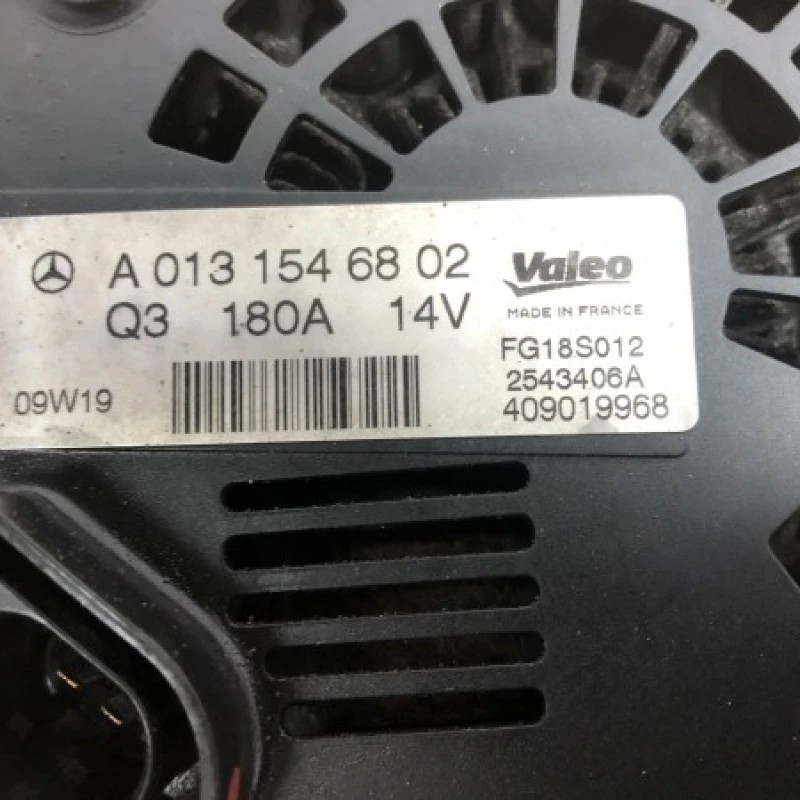 A 013 154 68 02
Q3 180A 14V
09W19
Valeo
MADE IN FRANCE
FG18S012
2543406A
409019968